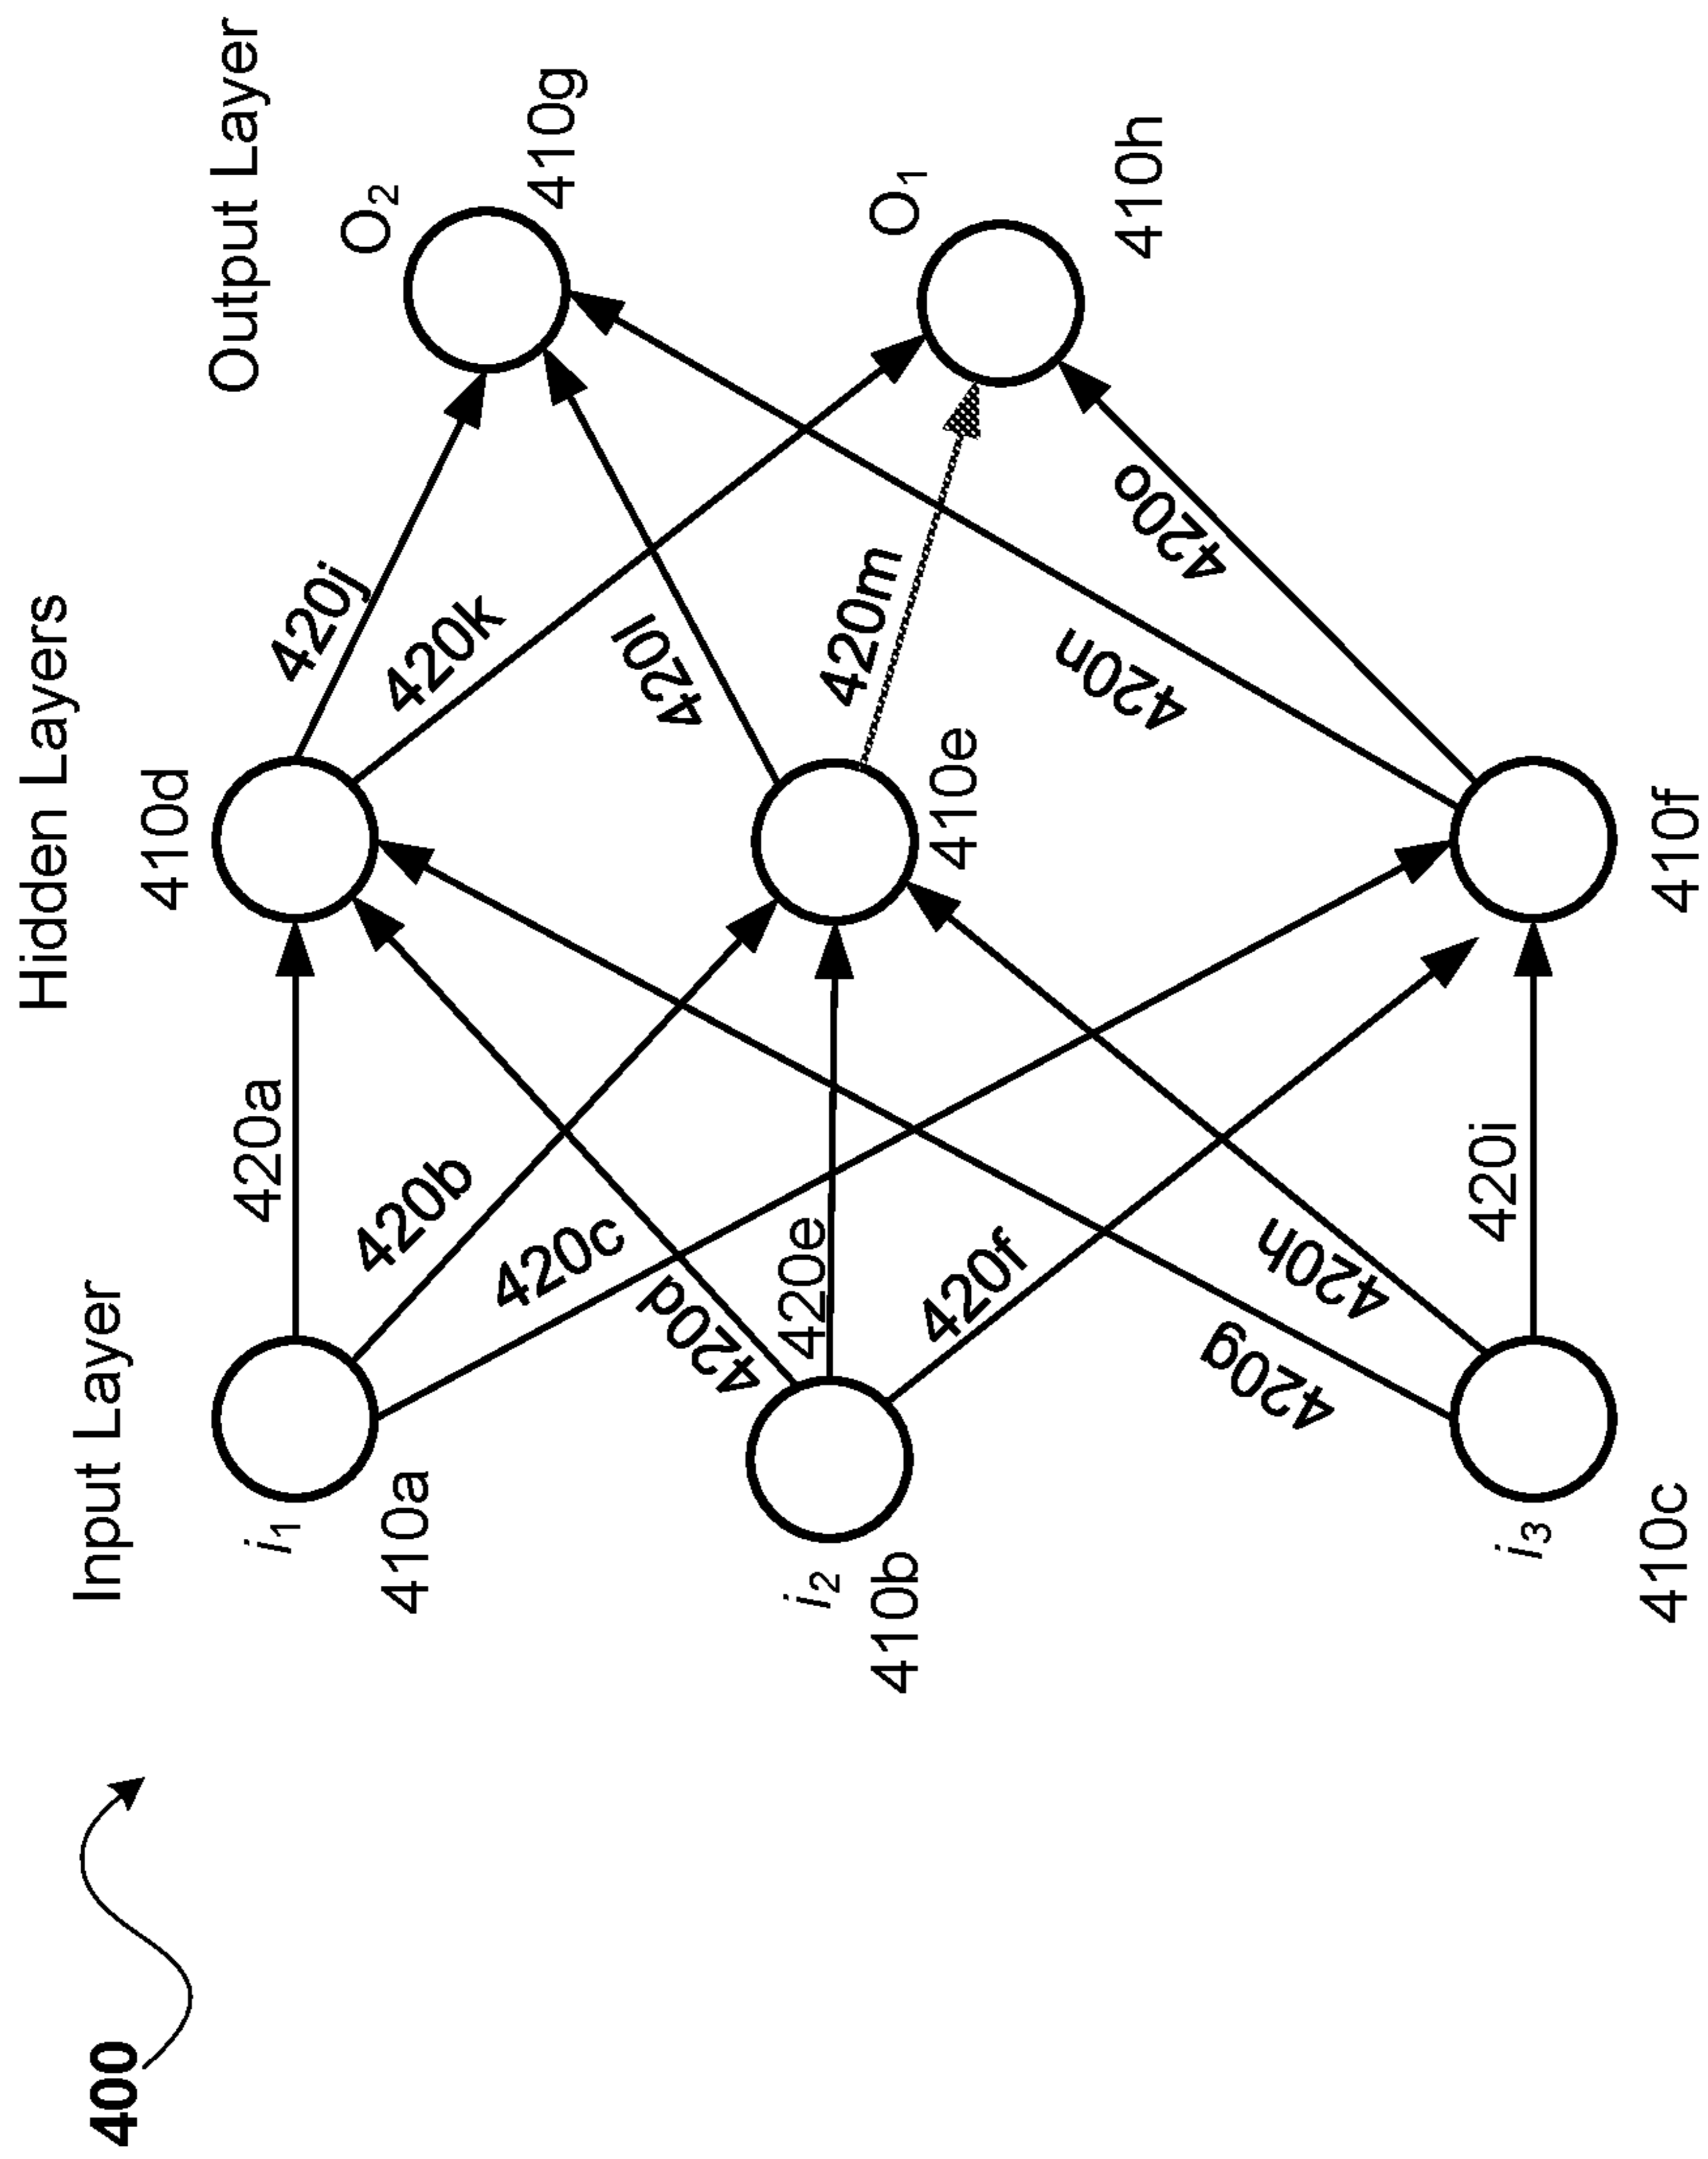 400
Input Layer
Hidden Layers
Output Layer
i1
410a
420a
420b
420c
410d
420j
420k
O2
410g
i2
410b
420d
420e
420f
410e
420l
420m
O1
410h
i3
410c
420g
420h
420i
410f
420n
420o